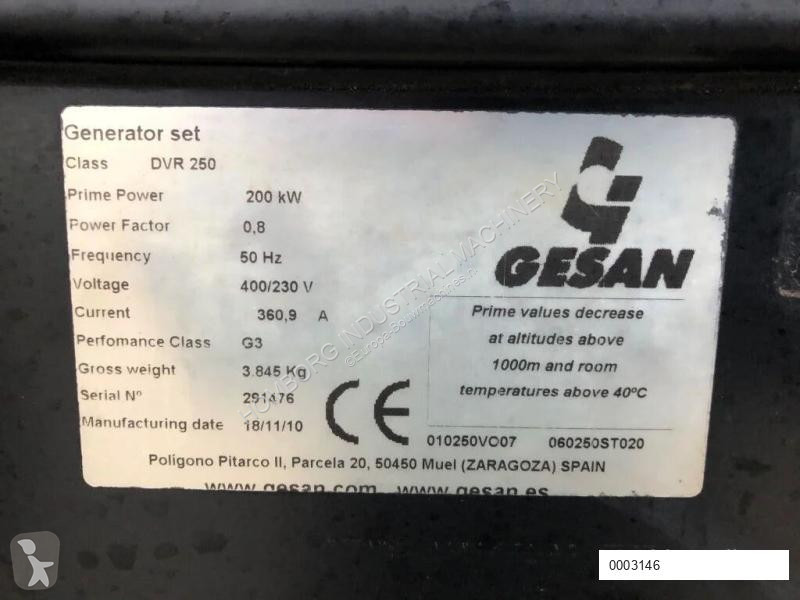 Generator set
Class DVR 250
Prime Power 200 kW
Power Factor 0,8
Frequency 50 Hz
Voltage 400/230 V
Current 360,9 A
Perfomance Class G3
Gross weight 3.845 Kg
Serial Nº 291476
Manufacturing date 18/11/10
GESAN
Prime values decrease
at altitudes above
1000m and room
temperatures above 40ºC
CE
010250VO07 060250ST020
Polígono Pitarco II, Parcela 20, 50450 Muel (ZARAGOZA) SPAIN
www.gesan.com www.gesan.es
HOMBORG INDUSTRIAL MACHINERY
0003146